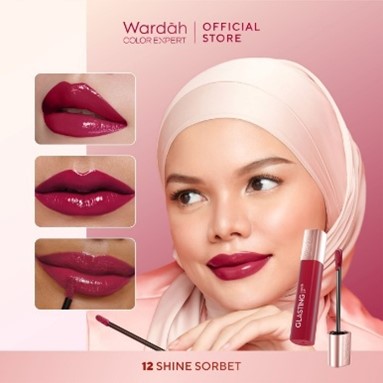 Wardah
COLOR EXPERT
OFFICIAL
STORE
GLASTING
12 SHINE SORBET